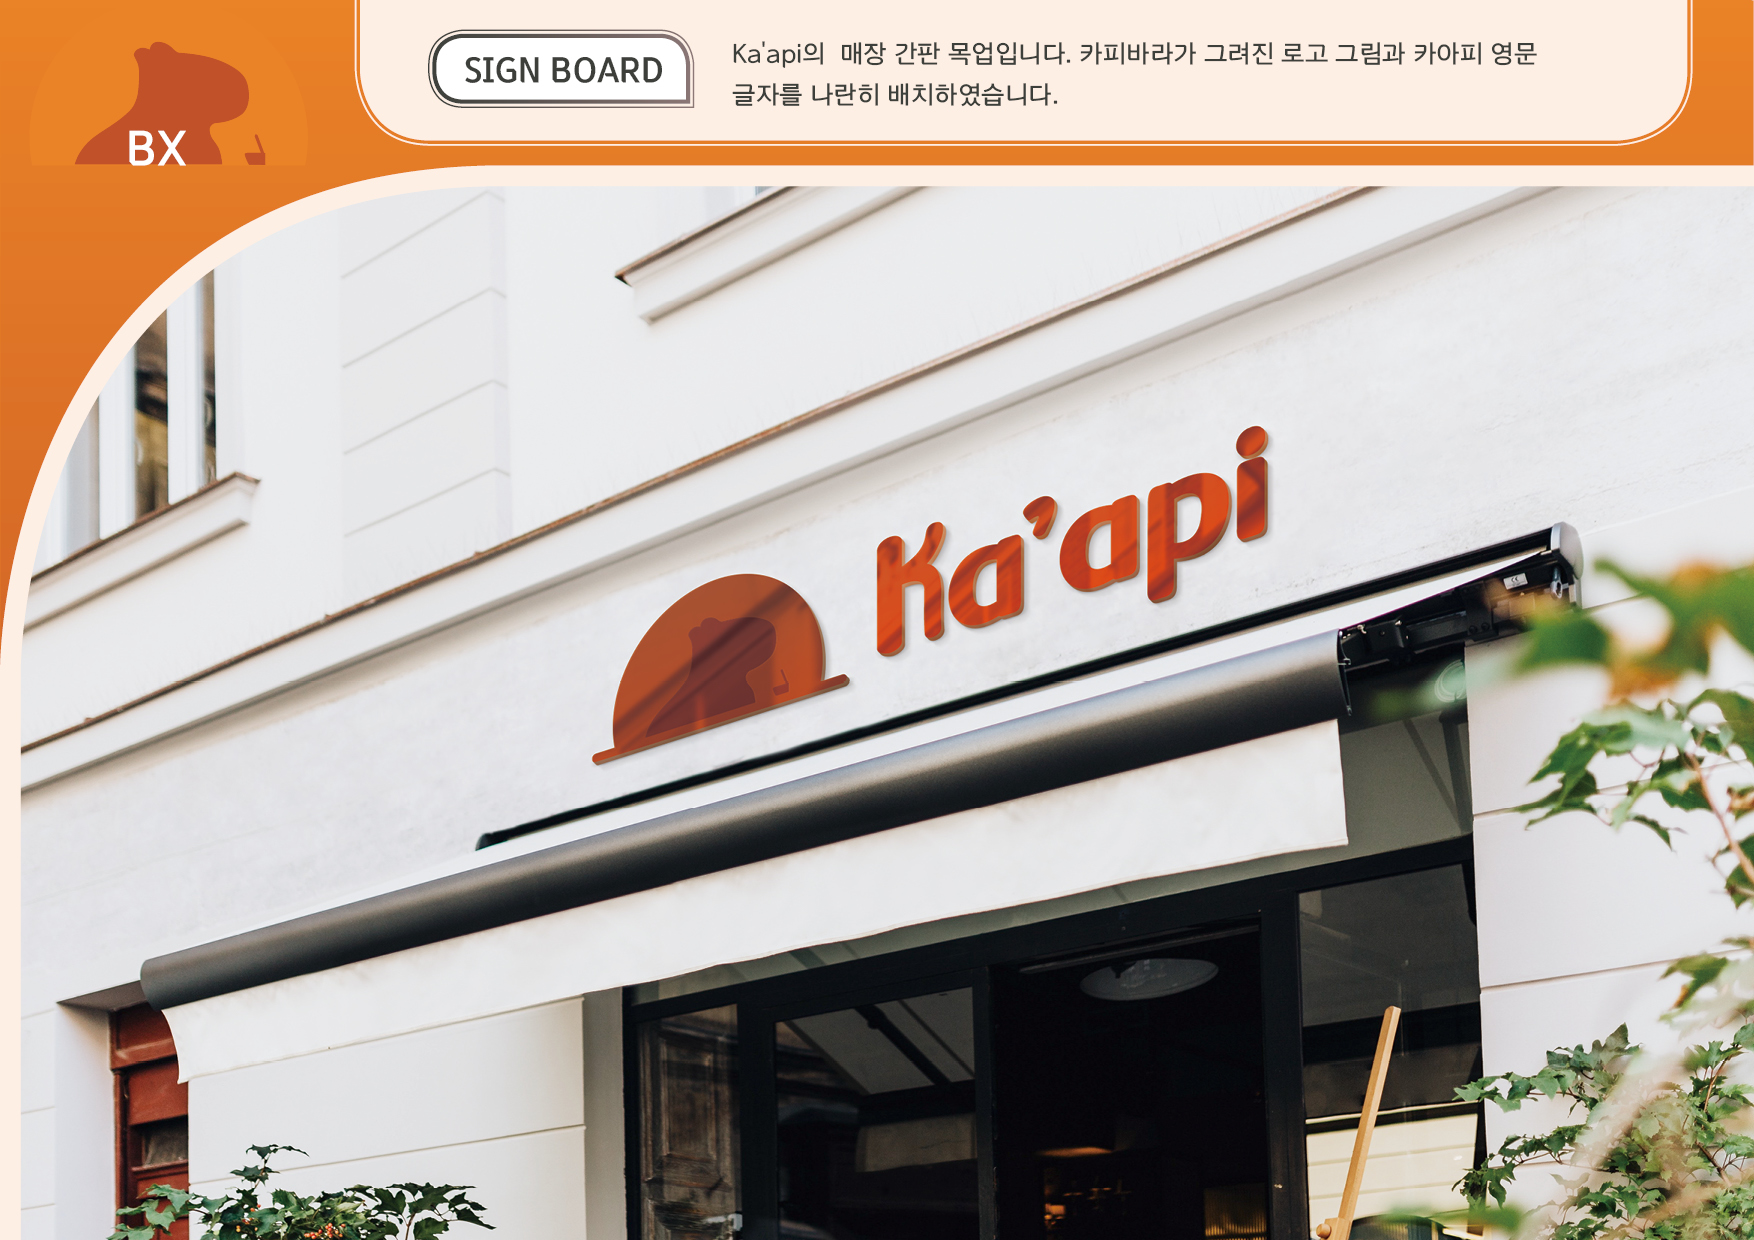 BX
SIGN BOARD
Ka'api의 매장 간판 목업입니다. 카피바라가 그려진 로고 그림과 카아피 영문
글자를 나란히 배치하였습니다.
Ka'api